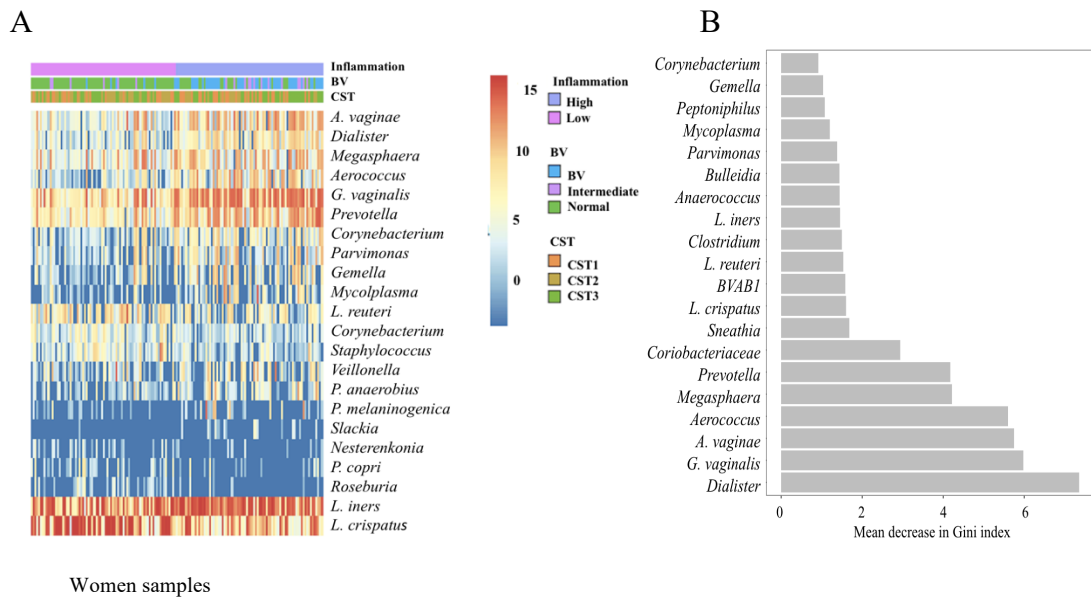 A
Inflammation
BV
CST
A. vaginae
Dialister
Megasphaera
Aerococcus
G. vaginalis
Prevotella
Corynebacterium
Parvimonas
Gemella
Mycolplasma
L. reuteri
Corynebacterium
Staphylococcus
Veillonella
P. anaerobius
P. melaninogenica
Slackia
Nesterenkonia
P. copri
Roseburia
L. iners
L. crispatus
Women samples
15
10
5
0
Inflammation
High
Low
BV
BV
Intermediate
Normal
CST
CST1
CST2
CST3
B
Corynebacterium
Gemella
Peptoniphilus
Mycoplasma
Parvimonas
Bulleidia
Anaerococcus
L. iners
Clostridium
L. reuteri
BVAB1
L. crispatus
Sneathia
Coriobacteriaceae
Prevotella
Megasphaera
Aerococcus
A. vaginae
G. vaginalis
Dialister
0 2 4 6
Mean decrease in Gini index